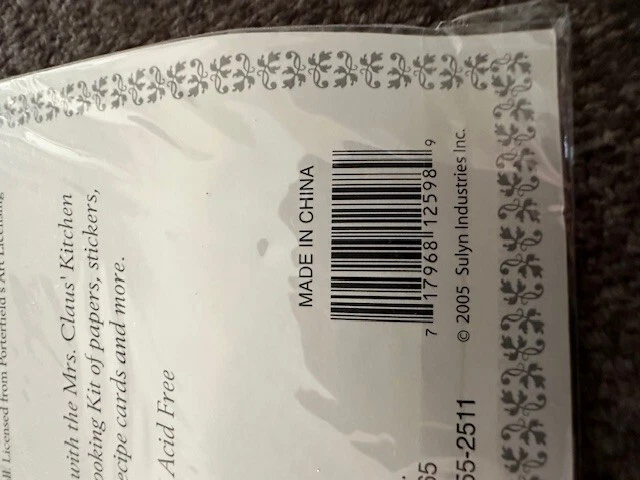 Licensed from Porterfield's Art Licensing
with the Mrs. Claus' Kitchen
ooking Kit of papers, stickers,
ecipe cards and more.
Acid Free
MADE IN CHINA
7 17968 12598 9
© 2005 Sulyn Industries Inc.
65
55-2511